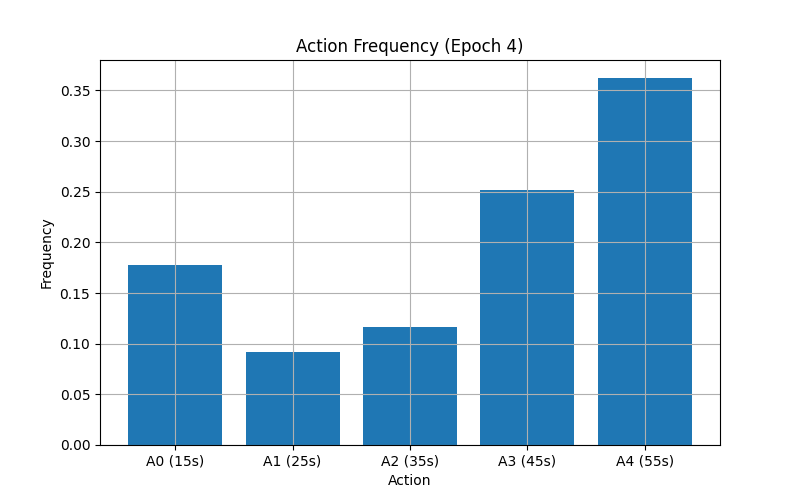 Action Frequency (Epoch 4)
0.35
0.30
0.25
0.20
0.15
0.10
0.05
0.00
Frequency
A0 (15s) A1 (25s) A2 (35s) A3 (45s) A4 (55s)
Action